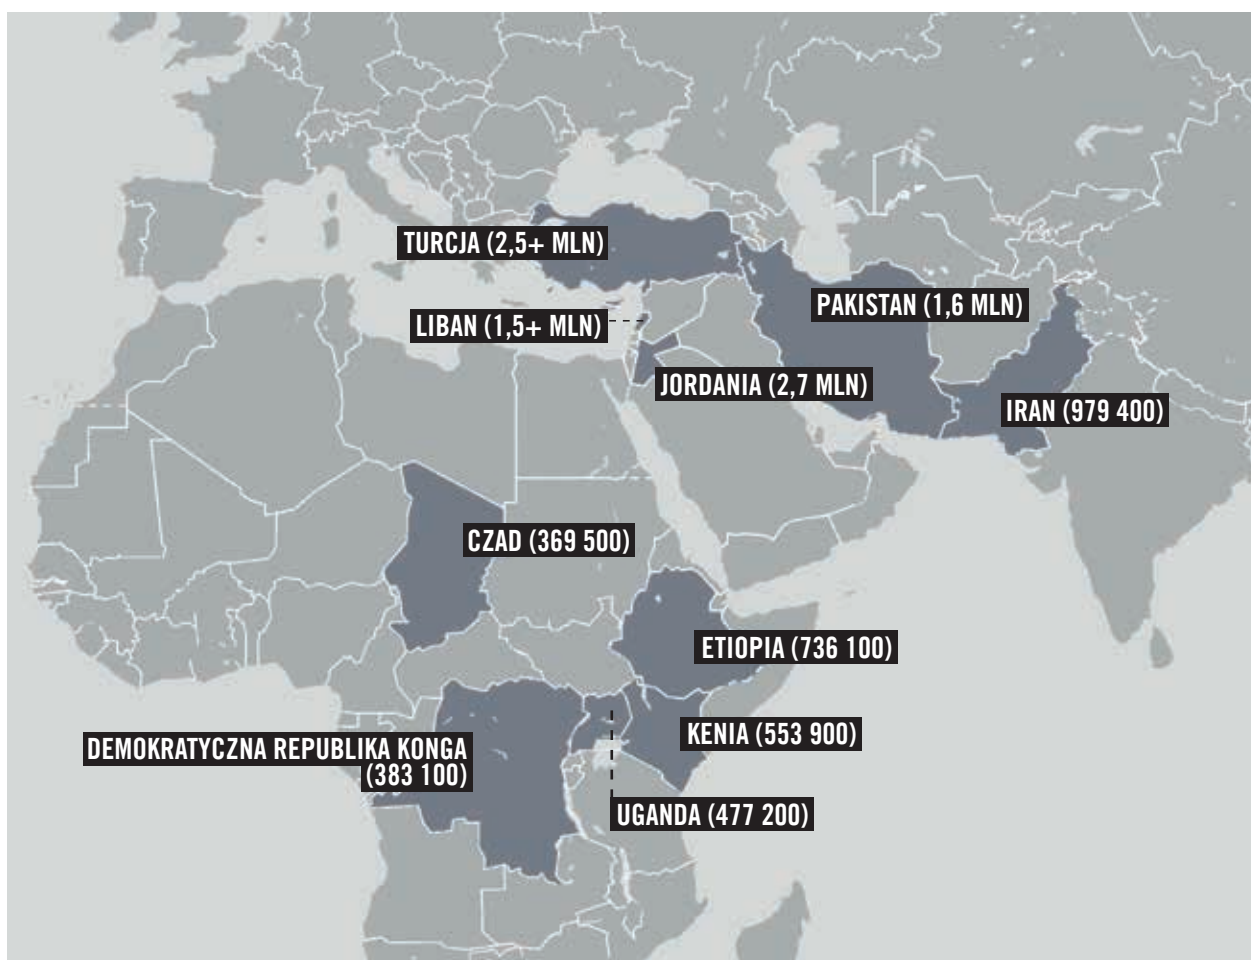 TURCJA (2,5+ MLN)
PAKISTAN (1,6 MLN)
LIBAN (1,5+ MLN)
JORDANIA (2,7 MLN)
IRAN (979 400)
CZAD (369 500)
ETIOPIA (736 100)
KENIA (553 900)
DEMOKRATYCZNA REPUBLIKA KONGA
(383 100)
UGANDA (477 200)